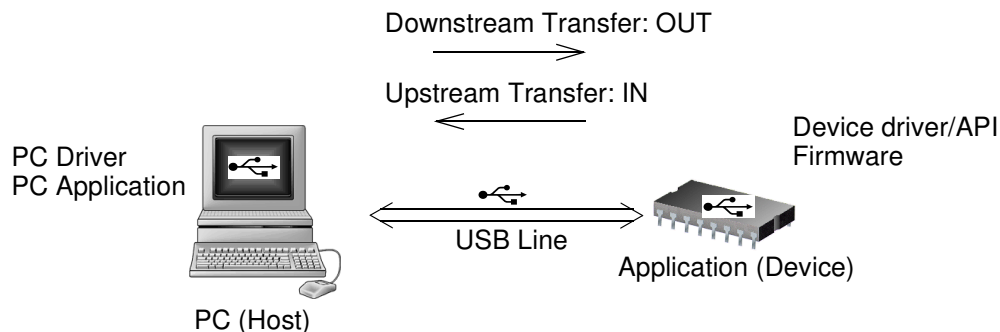 Downstream Transfer: OUT
Upstream Transfer: IN
Device driver/API
Firmware
PC Driver
PC Application
USB Line
Application (Device)
PC (Host)